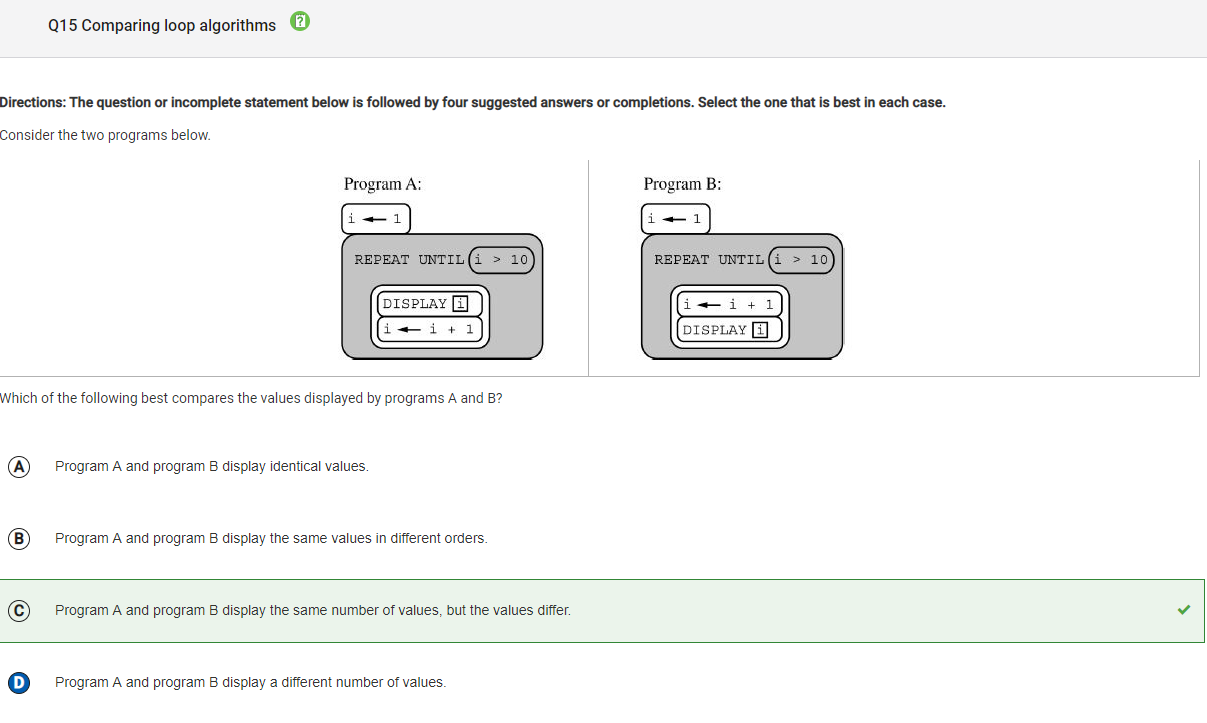 Q15 Comparing loop algorithms ?
Directions: The question or incomplete statement below is followed by four suggested answers or completions. Select the one that is best in each case.
Consider the two programs below.
Program A:
i ← 1
REPEAT UNTIL i > 10
DISPLAY i
i ← i + 1
Program B:
i ← 1
REPEAT UNTIL i > 10
i ← i + 1
DISPLAY i
Which of the following best compares the values displayed by programs A and B?
A Program A and program B display identical values.
B Program A and program B display the same values in different orders.
C Program A and program B display the same number of values, but the values differ.
D Program A and program B display a different number of values.